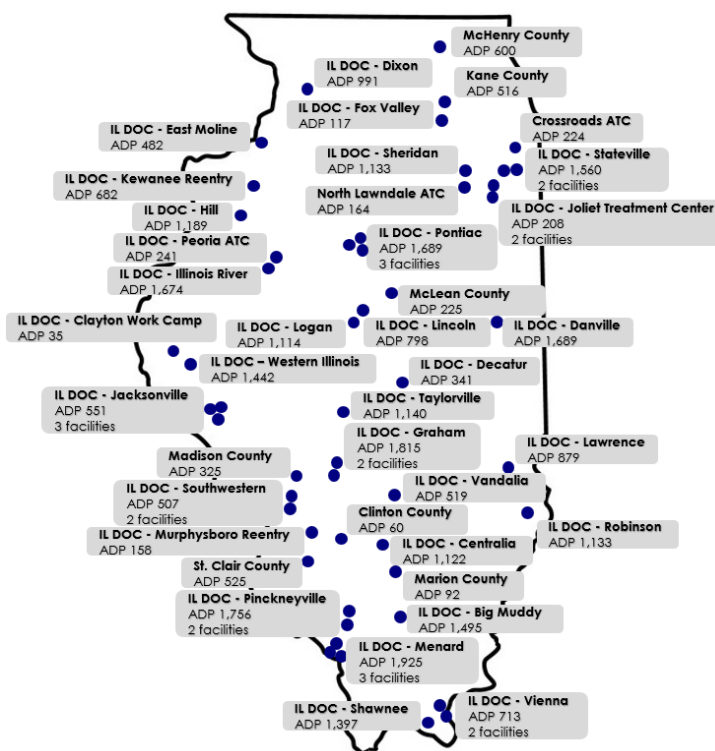 McHenry County
ADP 600
IL DOC - Dixon
ADP 991
Kane County
ADP 516
IL DOC - Fox Valley
ADP 117
Crossroads ATC
ADP 224
IL DOC - East Moline
ADP 482
IL DOC - Sheridan
ADP 1,133
IL DOC - Stateville
ADP 1,560
2 facilities
IL DOC - Kewanee Reentry
ADP 682
North Lawndale ATC
ADP 164
IL DOC - Hill
ADP 1,189
IL DOC - Joliet Treatment Center
ADP 208
2 facilities
IL DOC - Pontiac
ADP 1,689
3 facilities
IL DOC - Peoria ATC
ADP 241
IL DOC - Illinois River
ADP 1,674
McLean County
ADP 225
IL DOC - Clayton Work Camp
ADP 35
IL DOC - Logan
ADP 1,114
IL DOC - Lincoln
ADP 798
IL DOC - Danville
ADP 1,689
IL DOC – Western Illinois
ADP 1,442
IL DOC - Decatur
ADP 341
IL DOC - Jacksonville
ADP 551
3 facilities
IL DOC - Taylorville
ADP 1,140
IL DOC - Graham
ADP 1,815
2 facilities
IL DOC - Lawrence
ADP 879
Madison County
ADP 325
IL DOC - Vandalia
ADP 519
IL DOC - Southwestern
ADP 507
2 facilities
Clinton County
ADP 60
IL DOC - Robinson
ADP 1,133
IL DOC - Murphysboro Reentry
ADP 158
IL DOC - Centralia
ADP 1,122
St. Clair County
ADP 525
Marion County
ADP 92
IL DOC - Pinckneyville
ADP 1,756
2 facilities
IL DOC - Big Muddy
ADP 1,495
IL DOC - Menard
ADP 1,925
3 facilities
IL DOC - Shawnee
ADP 1,397
IL DOC - Vienna
ADP 713
2 facilities